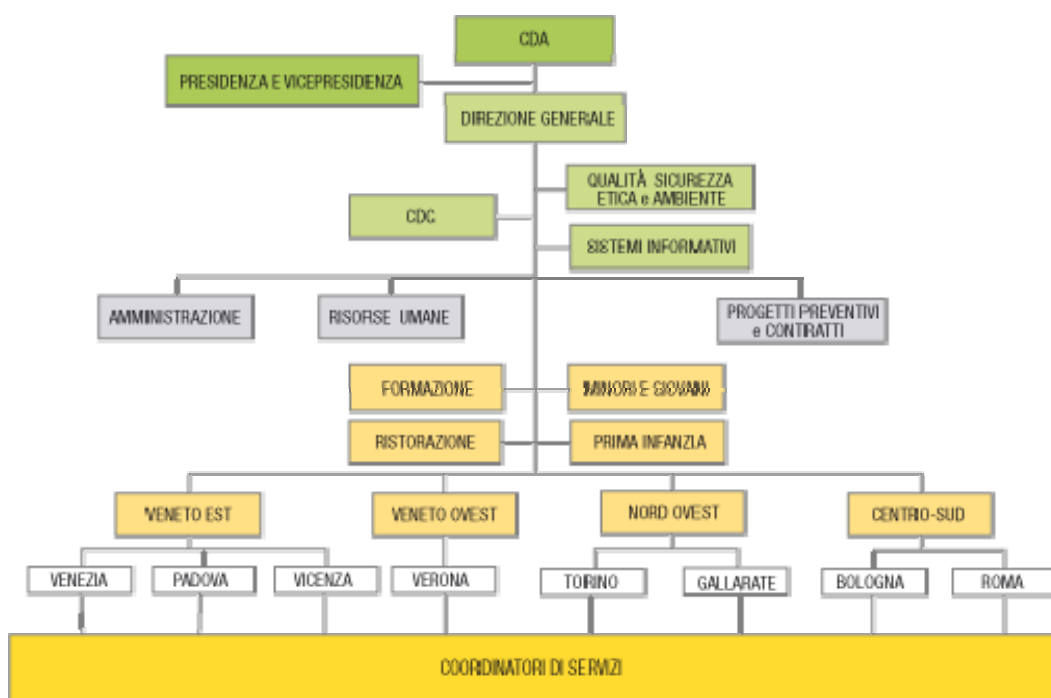 CDA
PRESIDENZA E VICEPRESIDENZA
DIREZIONE GENERALE
QUALITÀ SICUREZZA
ETICA e AMBIENTE
CDG
SISTEMI INFORMATIVI
AMMINISTRAZIONE
RISORSE UMANE
PROGETTI PREVENTIVI
e CONTRATTI
FORMAZIONE
MINORI E GIOVANI
RISTORAZIONE
PRIMA INFANZIA
VENETO EST
VENETO OVEST
NORD OVEST
CENTRO-SUD
VENEZIA
PADOVA
VICENZA
VERONA
TORINO
GALLARATE
BOLOGNA
ROMA
COORDINATORI DI SERVIZI